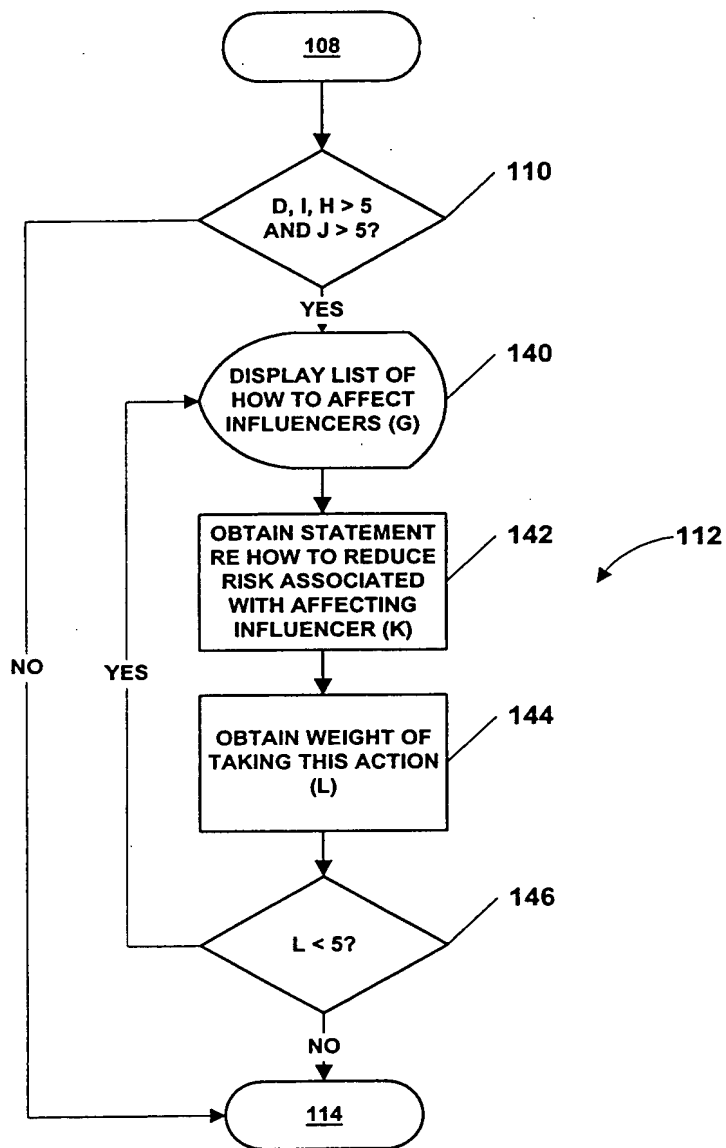 108
110
D, I, H > 5
AND J > 5?
YES
140
DISPLAY LIST OF
HOW TO AFFECT
INFLUENCERS (G)
OBTAIN STATEMENT
RE HOW TO REDUCE
RISK ASSOCIATED
WITH AFFECTING
INFLUENCER (K)
142
112
NO
YES
144
OBTAIN WEIGHT OF
TAKING THIS ACTION
(L)
146
L < 5?
NO
114